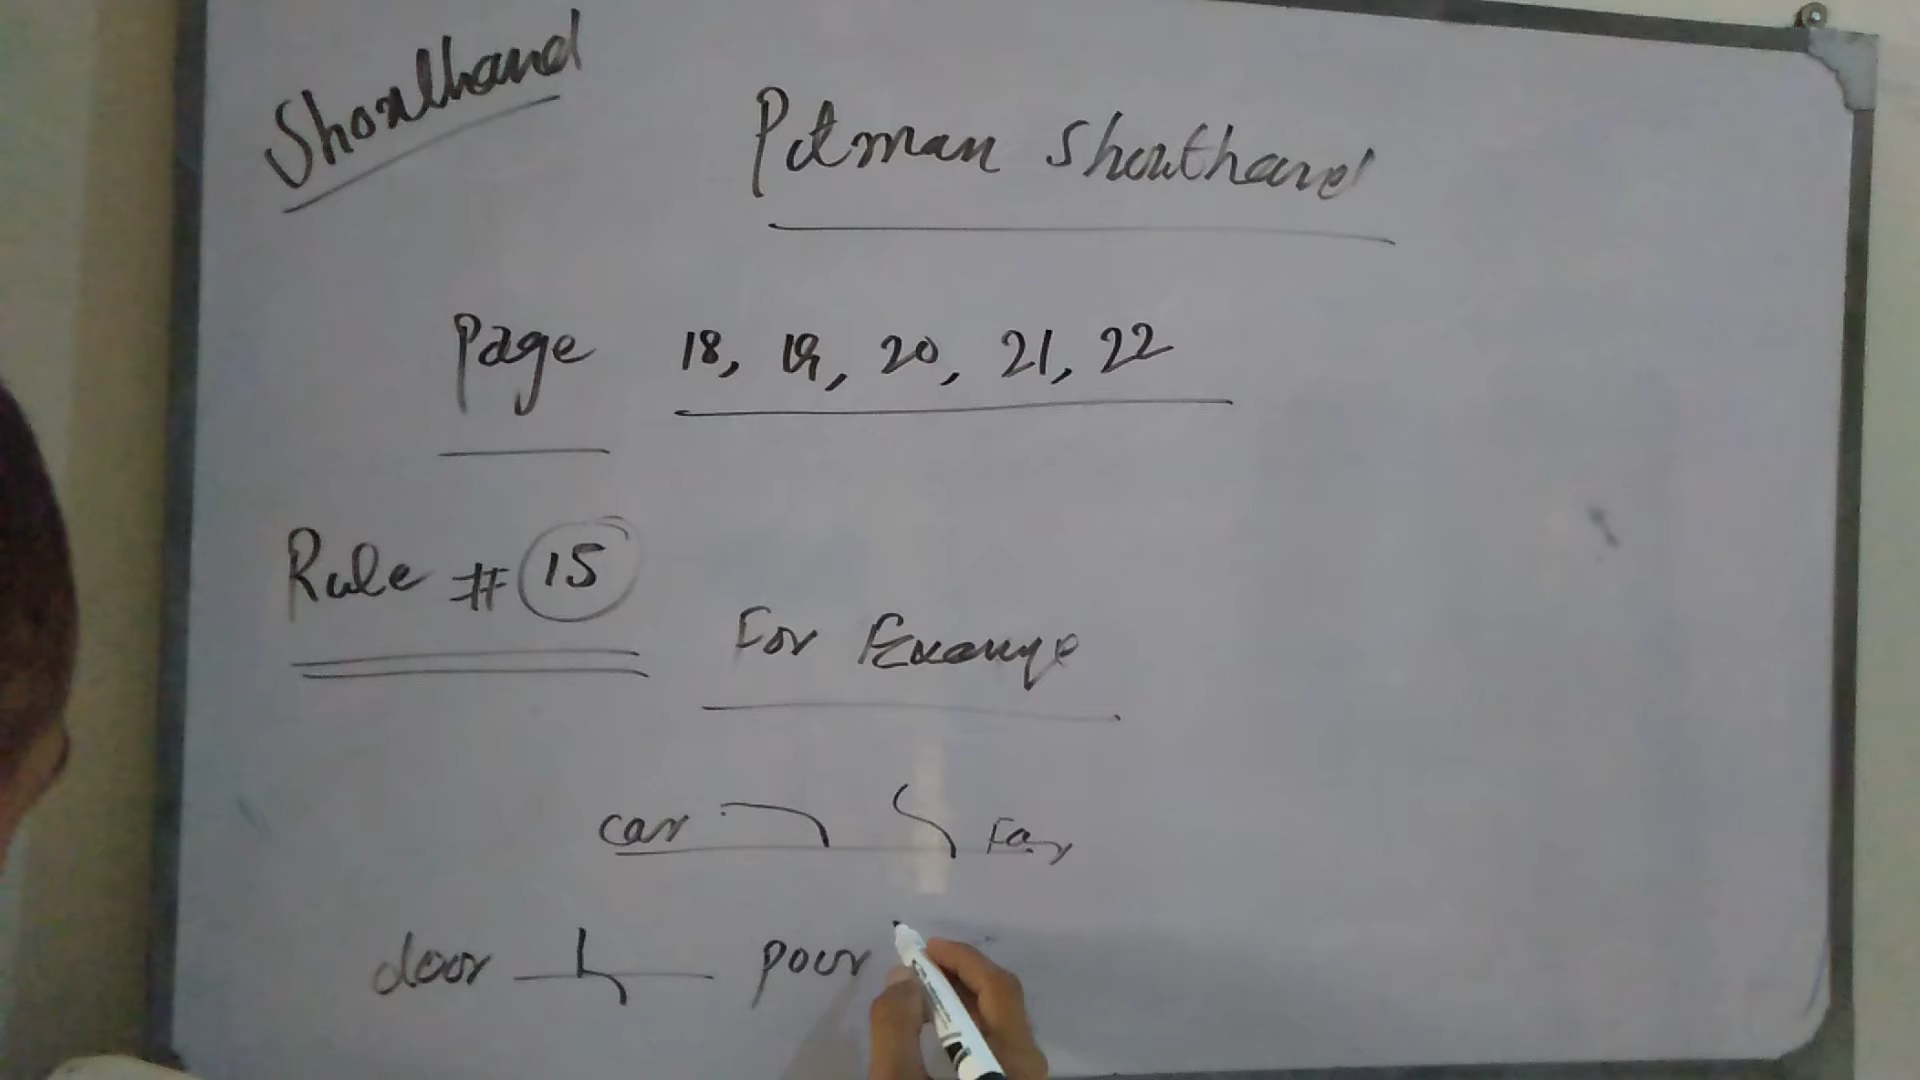 Shorthand
Pitman Shorthand
Page 18, 19, 20, 21, 22
Rule # 15
For Example
car far
door pour